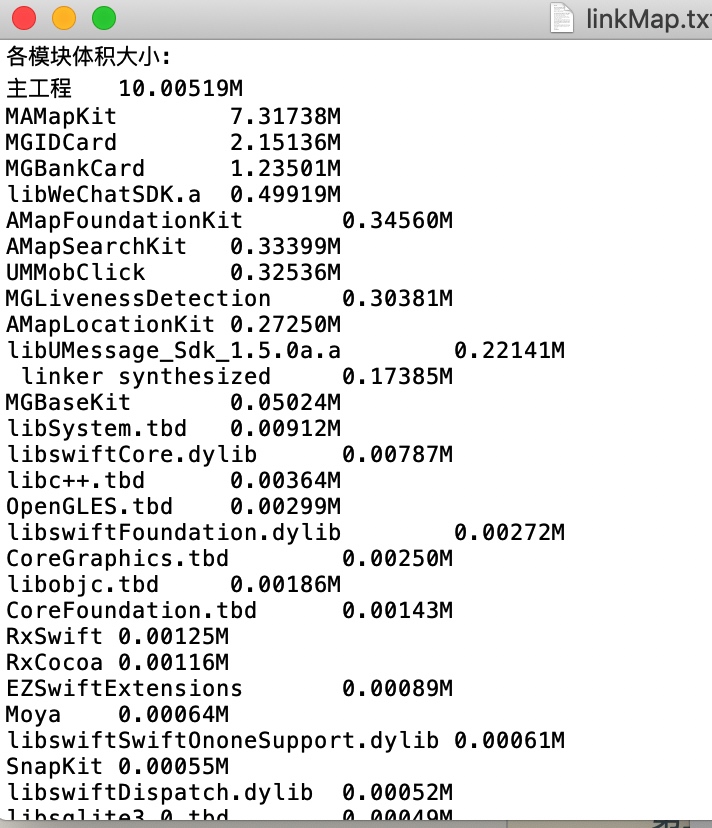 linkMap.tx
各模块体积大小:
主工程 10.00519M
MAMapKit 7.31738M
MGIDCard 2.15136M
MGBankCard 1.23501M
libWeChatSDK.a 0.49919M
AMapFoundationKit 0.34560M
AMapSearchKit 0.33399M
UMMobClick 0.32536M
MGLivenessDetection 0.30381M
AMapLocationKit 0.27250M
libUMessage_Sdk_1.5.0a.a 0.22141M
linker synthesized 0.17385M
MGBaseKit 0.05024M
libSystem.tbd 0.00912M
libswiftCore.dylib 0.00787M
libc++.tbd 0.00364M
OpenGLES.tbd 0.00299M
libswiftFoundation.dylib 0.00272M
CoreGraphics.tbd 0.00250M
libobjc.tbd 0.00186M
CoreFoundation.tbd 0.00143M
RxSwift 0.00125M
RxCocoa 0.00116M
EZSwiftExtensions 0.00089M
Moya 0.00064M
libswiftSwiftOnoneSupport.dylib 0.00061M
SnapKit 0.00055M
libswiftDispatch.dylib 0.00052M
libsqlite3.0.tbd 0.00049M